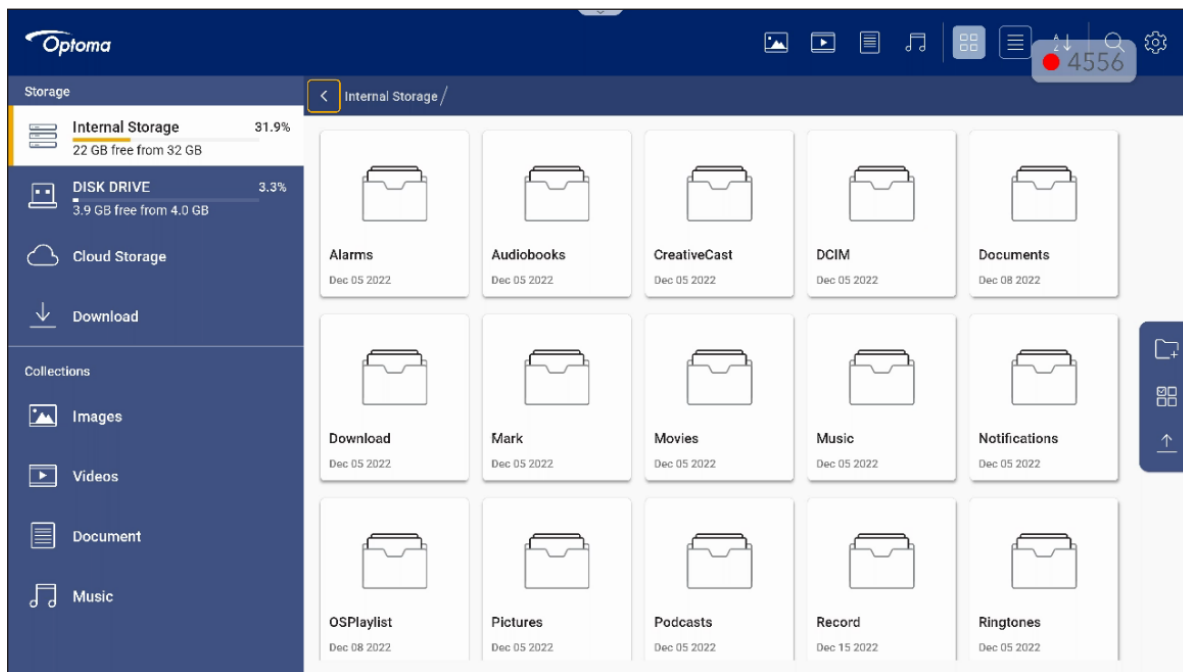 Optoma
4556
Storage
Internal Storage /
Internal Storage 31.9%
22 GB free from 32 GB
DISK DRIVE 3.3%
3.9 GB free from 4.0 GB
Cloud Storage
Download
Collections
Images
Videos
Document
Music
Alarms
Dec 05 2022
Audiobooks
Dec 05 2022
CreativeCast
Dec 05 2022
DCIM
Dec 05 2022
Documents
Dec 08 2022
Download
Dec 05 2022
Mark
Dec 05 2022
Movies
Dec 05 2022
Music
Dec 05 2022
Notifications
Dec 05 2022
OSPlaylist
Dec 08 2022
Pictures
Dec 05 2022
Podcasts
Dec 05 2022
Record
Dec 15 2022
Ringtones
Dec 05 2022